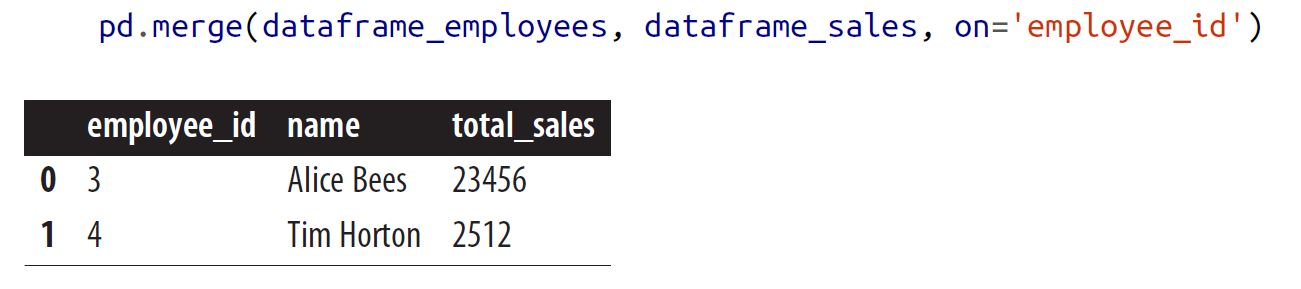 pd.merge(dataframe_employees, dataframe_sales, on='employee_id')
employee_id name total_sales
0 3 Alice Bees 23456
1 4 Tim Horton 2512